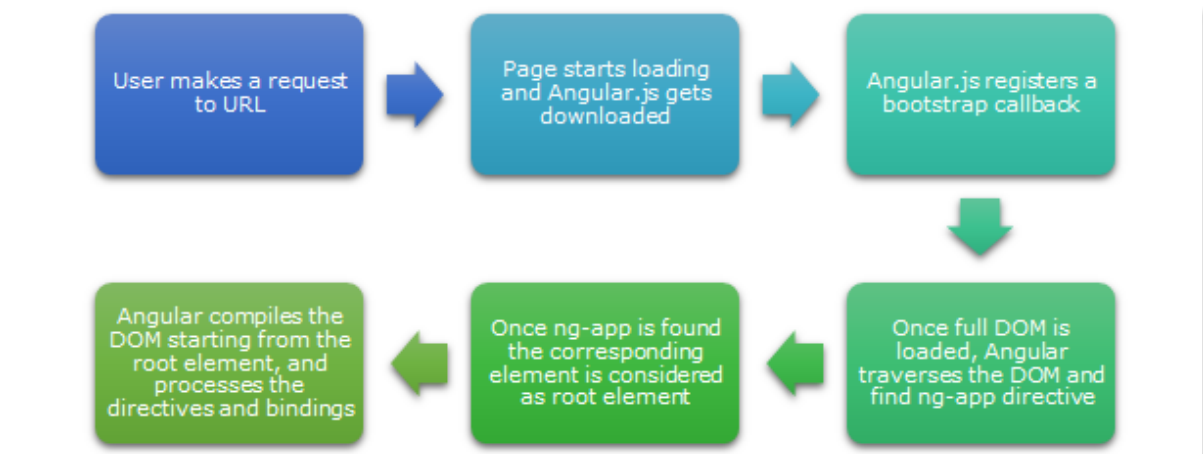 User makes a request
to URL
Page starts loading
and Angular.js gets
downloaded
Angular.js registers a
bootstrap callback
Once full DOM is
loaded, Angular
traverses the DOM and
find ng-app directive
Once ng-app is found
the corresponding
element is considered
as root element
Angular compiles the
DOM starting from the
root element, and
processes the
directives and bindings